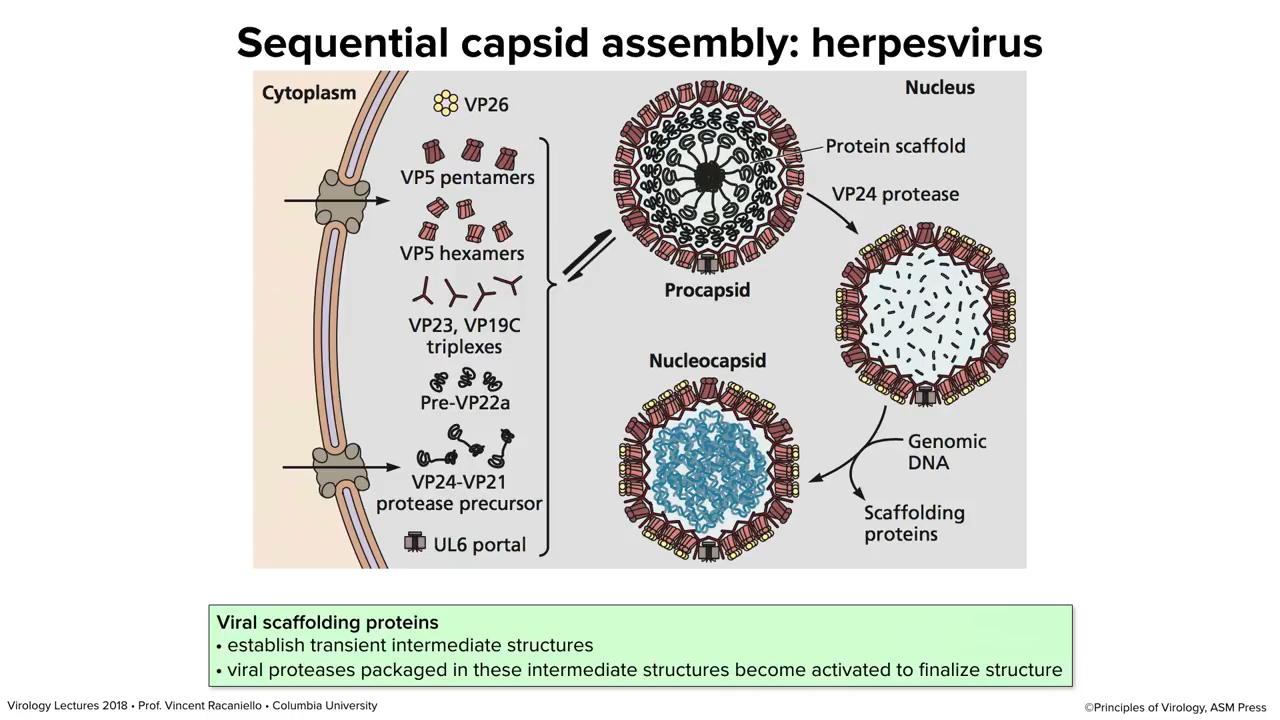 Sequential capsid assembly: herpesvirus
Cytoplasm
Nucleus
VP26
VP5 pentamers
VP5 hexamers
VP23, VP19C
triplexes
Pre-VP22a
VP24-VP21
protease precursor
UL6 portal
Protein scaffold
VP24 protease
Procapsid
Nucleocapsid
Genomic
DNA
Scaffolding
proteins
Viral scaffolding proteins
• establish transient intermediate structures
• viral proteases packaged in these intermediate structures become activated to finalize structure
Virology Lectures 2018 • Prof. Vincent Racaniello • Columbia University
©Principles of Virology, ASM Press